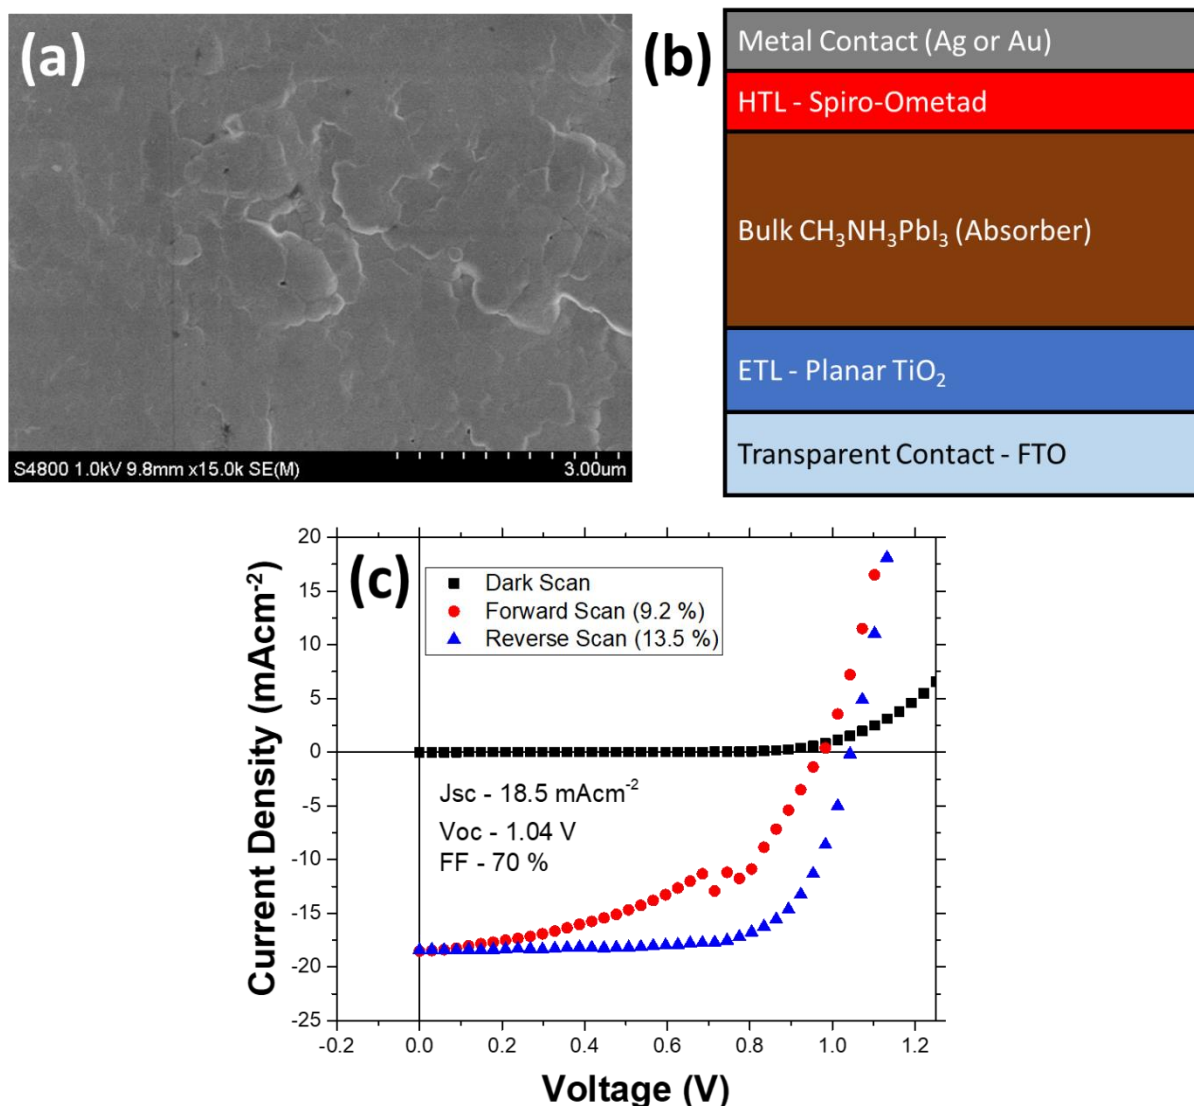 (a)
S4800 1.0kV 9.8mm x15.0k SE(M)
3.00um
(b)
Metal Contact (Ag or Au)
HTL - Spiro-Ometad
Bulk CH₃NH₃PbI₃ (Absorber)
ETL - Planar TiO₂
Transparent Contact - FTO
(c)
Dark Scan
Forward Scan (9.2 %)
Reverse Scan (13.5 %)
Jsc - 18.5 mAcm⁻²
Voc - 1.04 V
FF - 70 %
Current Density (mAcm⁻²)
20
15
10
5
0
-5
-10
-15
-20
-25
-0.2 0.0 0.2 0.4 0.6 0.8 1.0 1.2
Voltage (V)